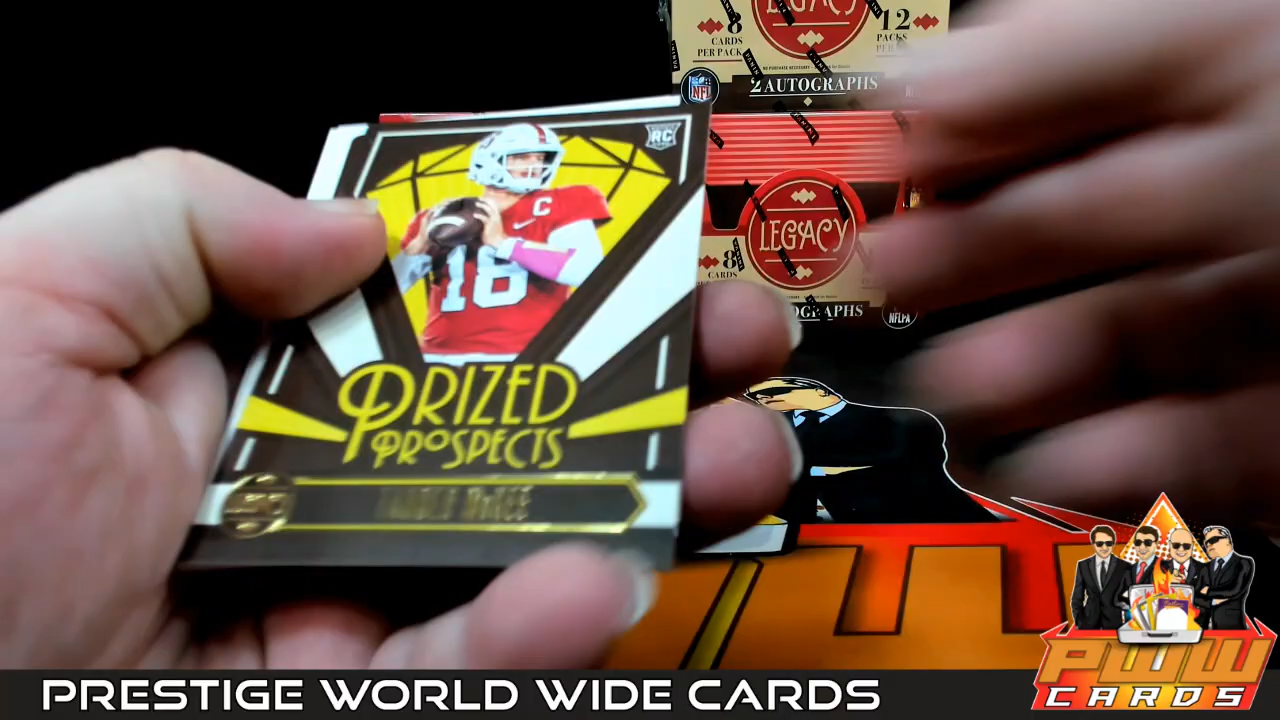 LEGACY
8
CARDS
PER PACK
12
PACKS
NFL
2 AUTOGRAPHS
RC
C
18
LEGACY
8
CARDS
NFLPA
PRIZED
PROSPECTS
PRESTIGE WORLD WIDE CARDS
PWW
CARDS